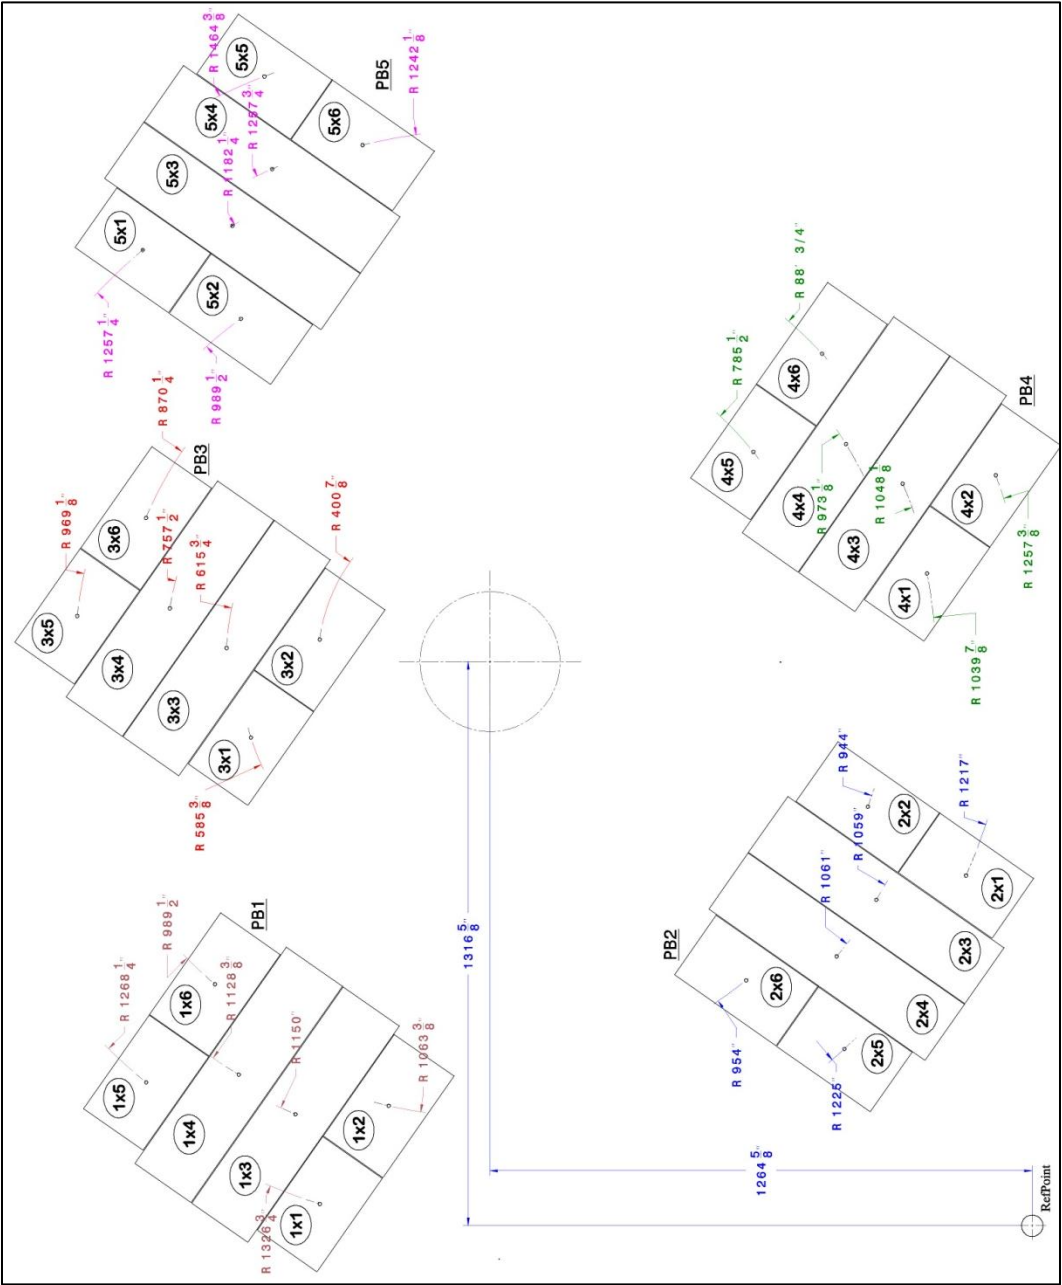 R 1464 3/8"
5x5
R 1242 1/8"
PB5
5x4
R 1267 3/4"
5x6
R 1182 1/4"
5x3
5x1
5x2
R 1257 1/4"
R 989 1/2"
R 870 1/4"
PB3
R 969 1/8"
3x6
R 757 1/2"
R 400 7/8"
3x5
R 615 3/4"
3x4
3x2
3x3
3x1
R 585 3/8"
R 88' 3/4"
R 785 1/2"
4x6
PB4
4x5
R 1048 1/8"
R 973 1/8"
4x4
4x2
4x3
R 1257 3/8"
4x1
R 1039 7/8"
1316 5/8"
R 989 1/2"
PB1
R 1268 1/4"
1x6
R 1128 3/8"
R 1150"
R 1063 3/8"
1x5
1x4
1x2
1x3
R 1326 3/4"
1x1
R 944"
R 1217"
2x2
R 1059"
R 1061"
2x1
PB2
2x3
2x6
2x4
R 954"
2x5
R 1225"
1264 5/8"
RefPoint